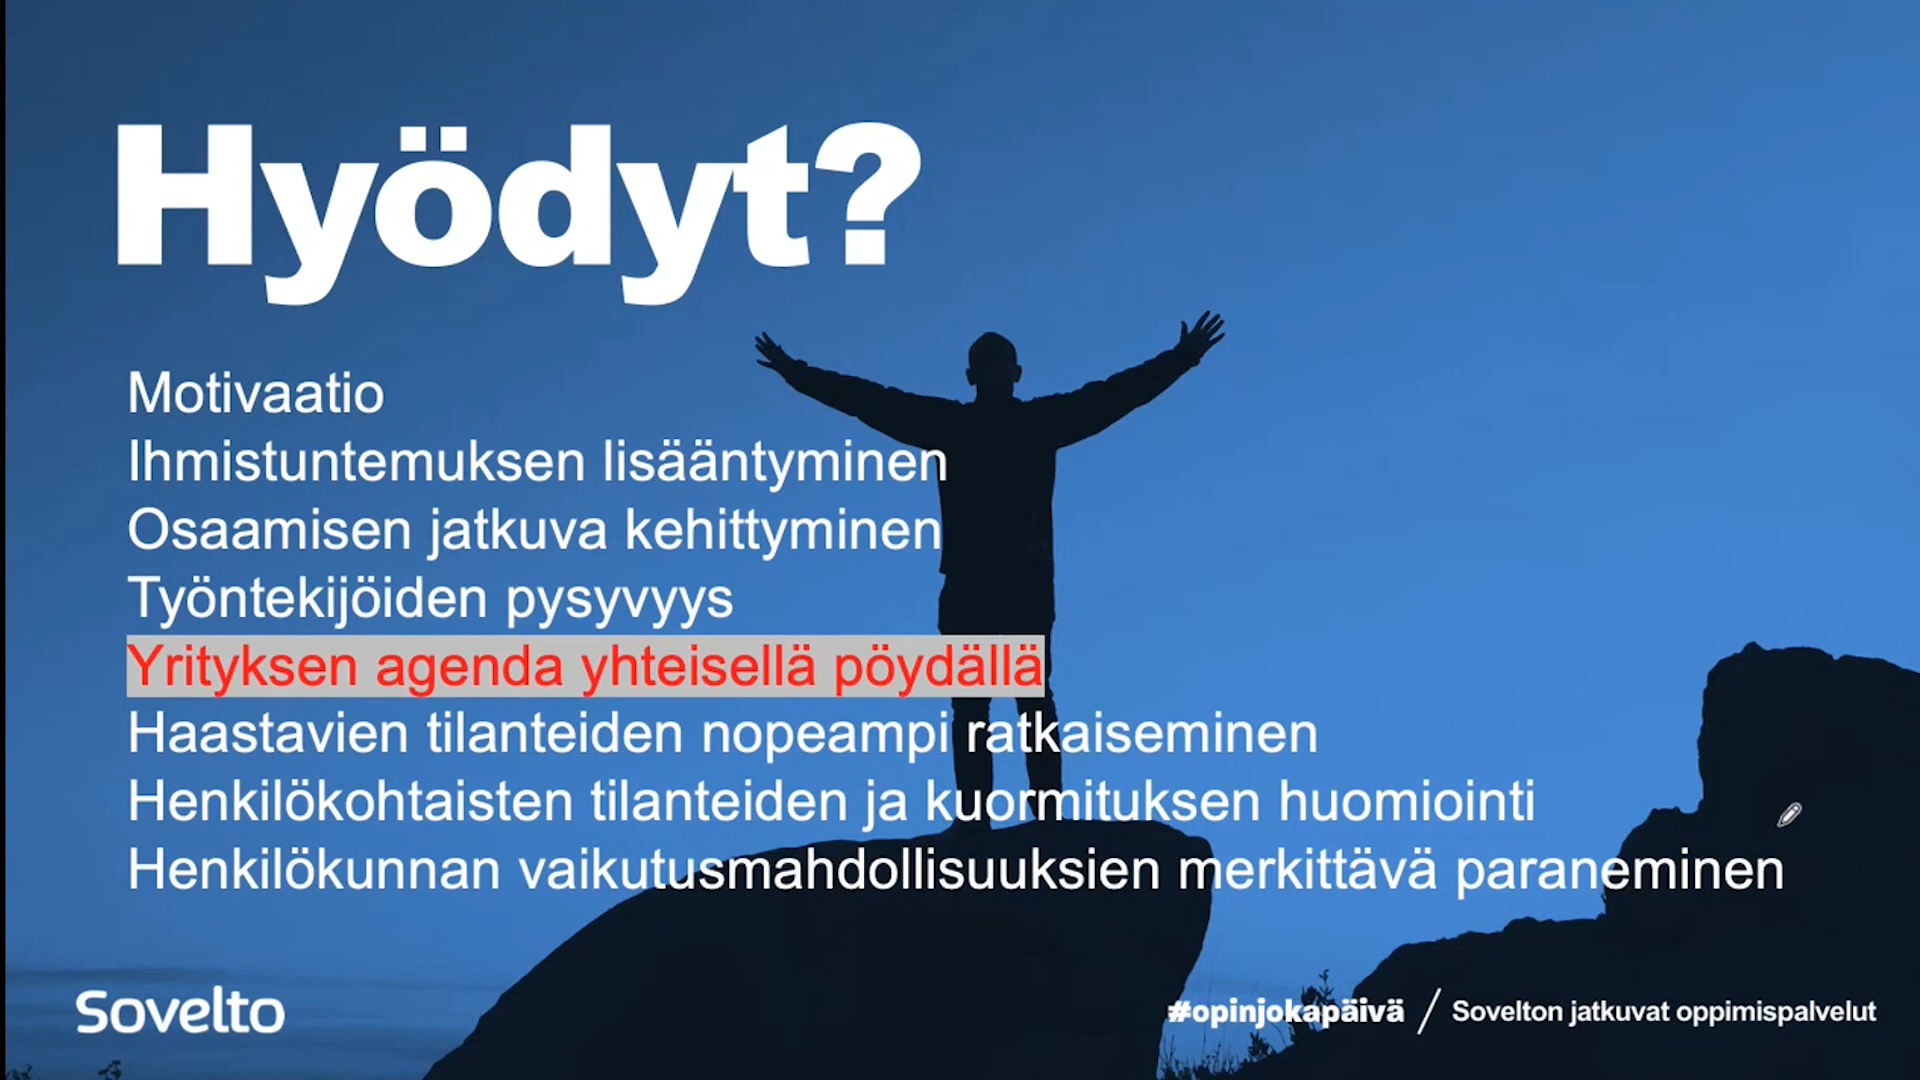 Hyödyt?
Motivaatio
Ihmistuntemuksen lisääntyminen
Osaamisen jatkuva kehittyminen
Työntekijöiden pysyvyys
Yrityksen agenda yhteisellä pöydällä
Haastavien tilanteiden nopeampi ratkaiseminen
Henkilökohtaisten tilanteiden ja kuormituksen huomiointi
Henkilökunnan vaikutusmahdollisuuksien merkittävä paraneminen
Sovelto
#opinjokapäivä / Sovelton jatkuvat oppimispalvelut